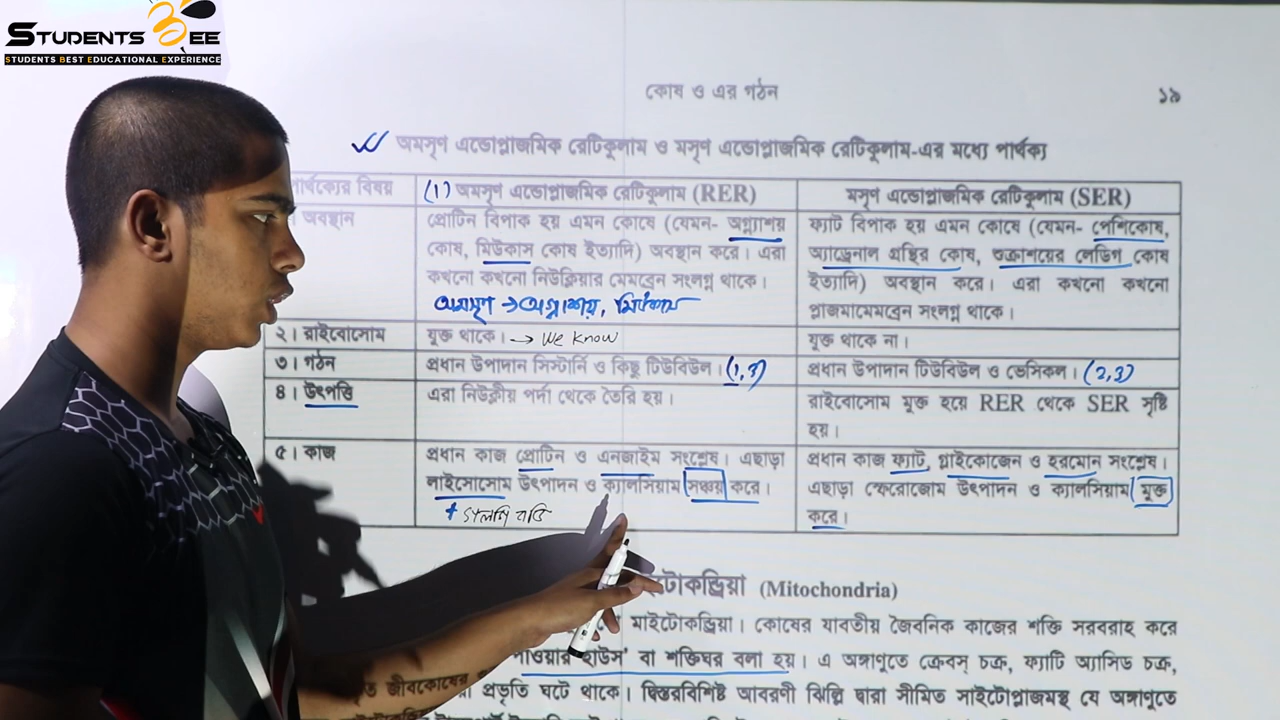 STUDENTS BEE
STUDENTS BEST EDUCATIONAL EXPERIENCE
কোষ ও এর গঠন
১৯
অমসৃণ এন্ডোপ্লাজমিক রেটিকুলাম ও মসৃণ এন্ডোপ্লাজমিক রেটিকুলাম-এর মধ্যে পার্থক্য
পার্থক্যের বিষয়
(1) অমসৃণ এন্ডোপ্লাজমিক রেটিকুলাম (RER)
মসৃণ এন্ডোপ্লাজমিক রেটিকুলাম (SER)
অবস্থান
প্রোটিন বিপাক হয় এমন কোষে (যেমন- অগ্ন্যাশয়
কোষ, মিউকাস কোষ ইত্যাদি) অবস্থান করে। এরা
কখনো কখনো নিউক্লিয়ার মেমব্রেন সংলগ্ন থাকে।
অমসৃণ → অগ্নাশয়, মিউকাস
ফ্যাট বিপাক হয় এমন কোষে (যেমন- পেশিকোষ,
অ্যাড্রেনাল গ্রন্থির কোষ, শুক্রাশয়ের লেডিগ কোষ
ইত্যাদি) অবস্থান করে। এরা কখনো কখনো
প্লাজমামেমব্রেন সংলগ্ন থাকে।
২। রাইবোসোম
যুক্ত থাকে। → We know
যুক্ত থাকে না।
৩। গঠন
প্রধান উপাদান সিস্টার্নি ও কিছু টিউবিউল। (1,3)
প্রধান উপাদান টিউবিউল ও ভেসিকল। (2,3)
৪। উৎপত্তি
এরা নিউক্লীয় পর্দা থেকে তৈরি হয়।
রাইবোসোম মুক্ত হয়ে RER থেকে SER সৃষ্টি
হয়।
৫। কাজ
প্রধান কাজ প্রোটিন ও এনজাইম সংশ্লেষ। এছাড়া
লাইসোসোম উৎপাদন ও ক্যালসিয়াম সঞ্চয় করে।
+ গলগি বডি
প্রধান কাজ ফ্যাট, গ্লাইকোজেন ও হরমোন সংশ্লেষ।
এছাড়া স্ফেরোজোম উৎপাদন ও ক্যালসিয়াম মুক্ত
করে।
টোকন্ড্রিয়া (Mitochondria)
মাইটোকন্ড্রিয়া। কোষের যাবতীয় জৈবনিক কাজের শক্তি সরবরাহ করে
পাওয়ার হাউস’ বা শক্তিঘর বলা হয়। এ অঙ্গাণুতে ক্রেবস্ চক্র, ফ্যাটি অ্যাসিড চক্র,
জীবকোষের প্রভৃতি ঘটে থাকে। দ্বিস্তরবিশিষ্ট আবরণী ঝিল্লি দ্বারা সীমিত সাইটোপ্লাজমস্থ যে অঙ্গাণুতে